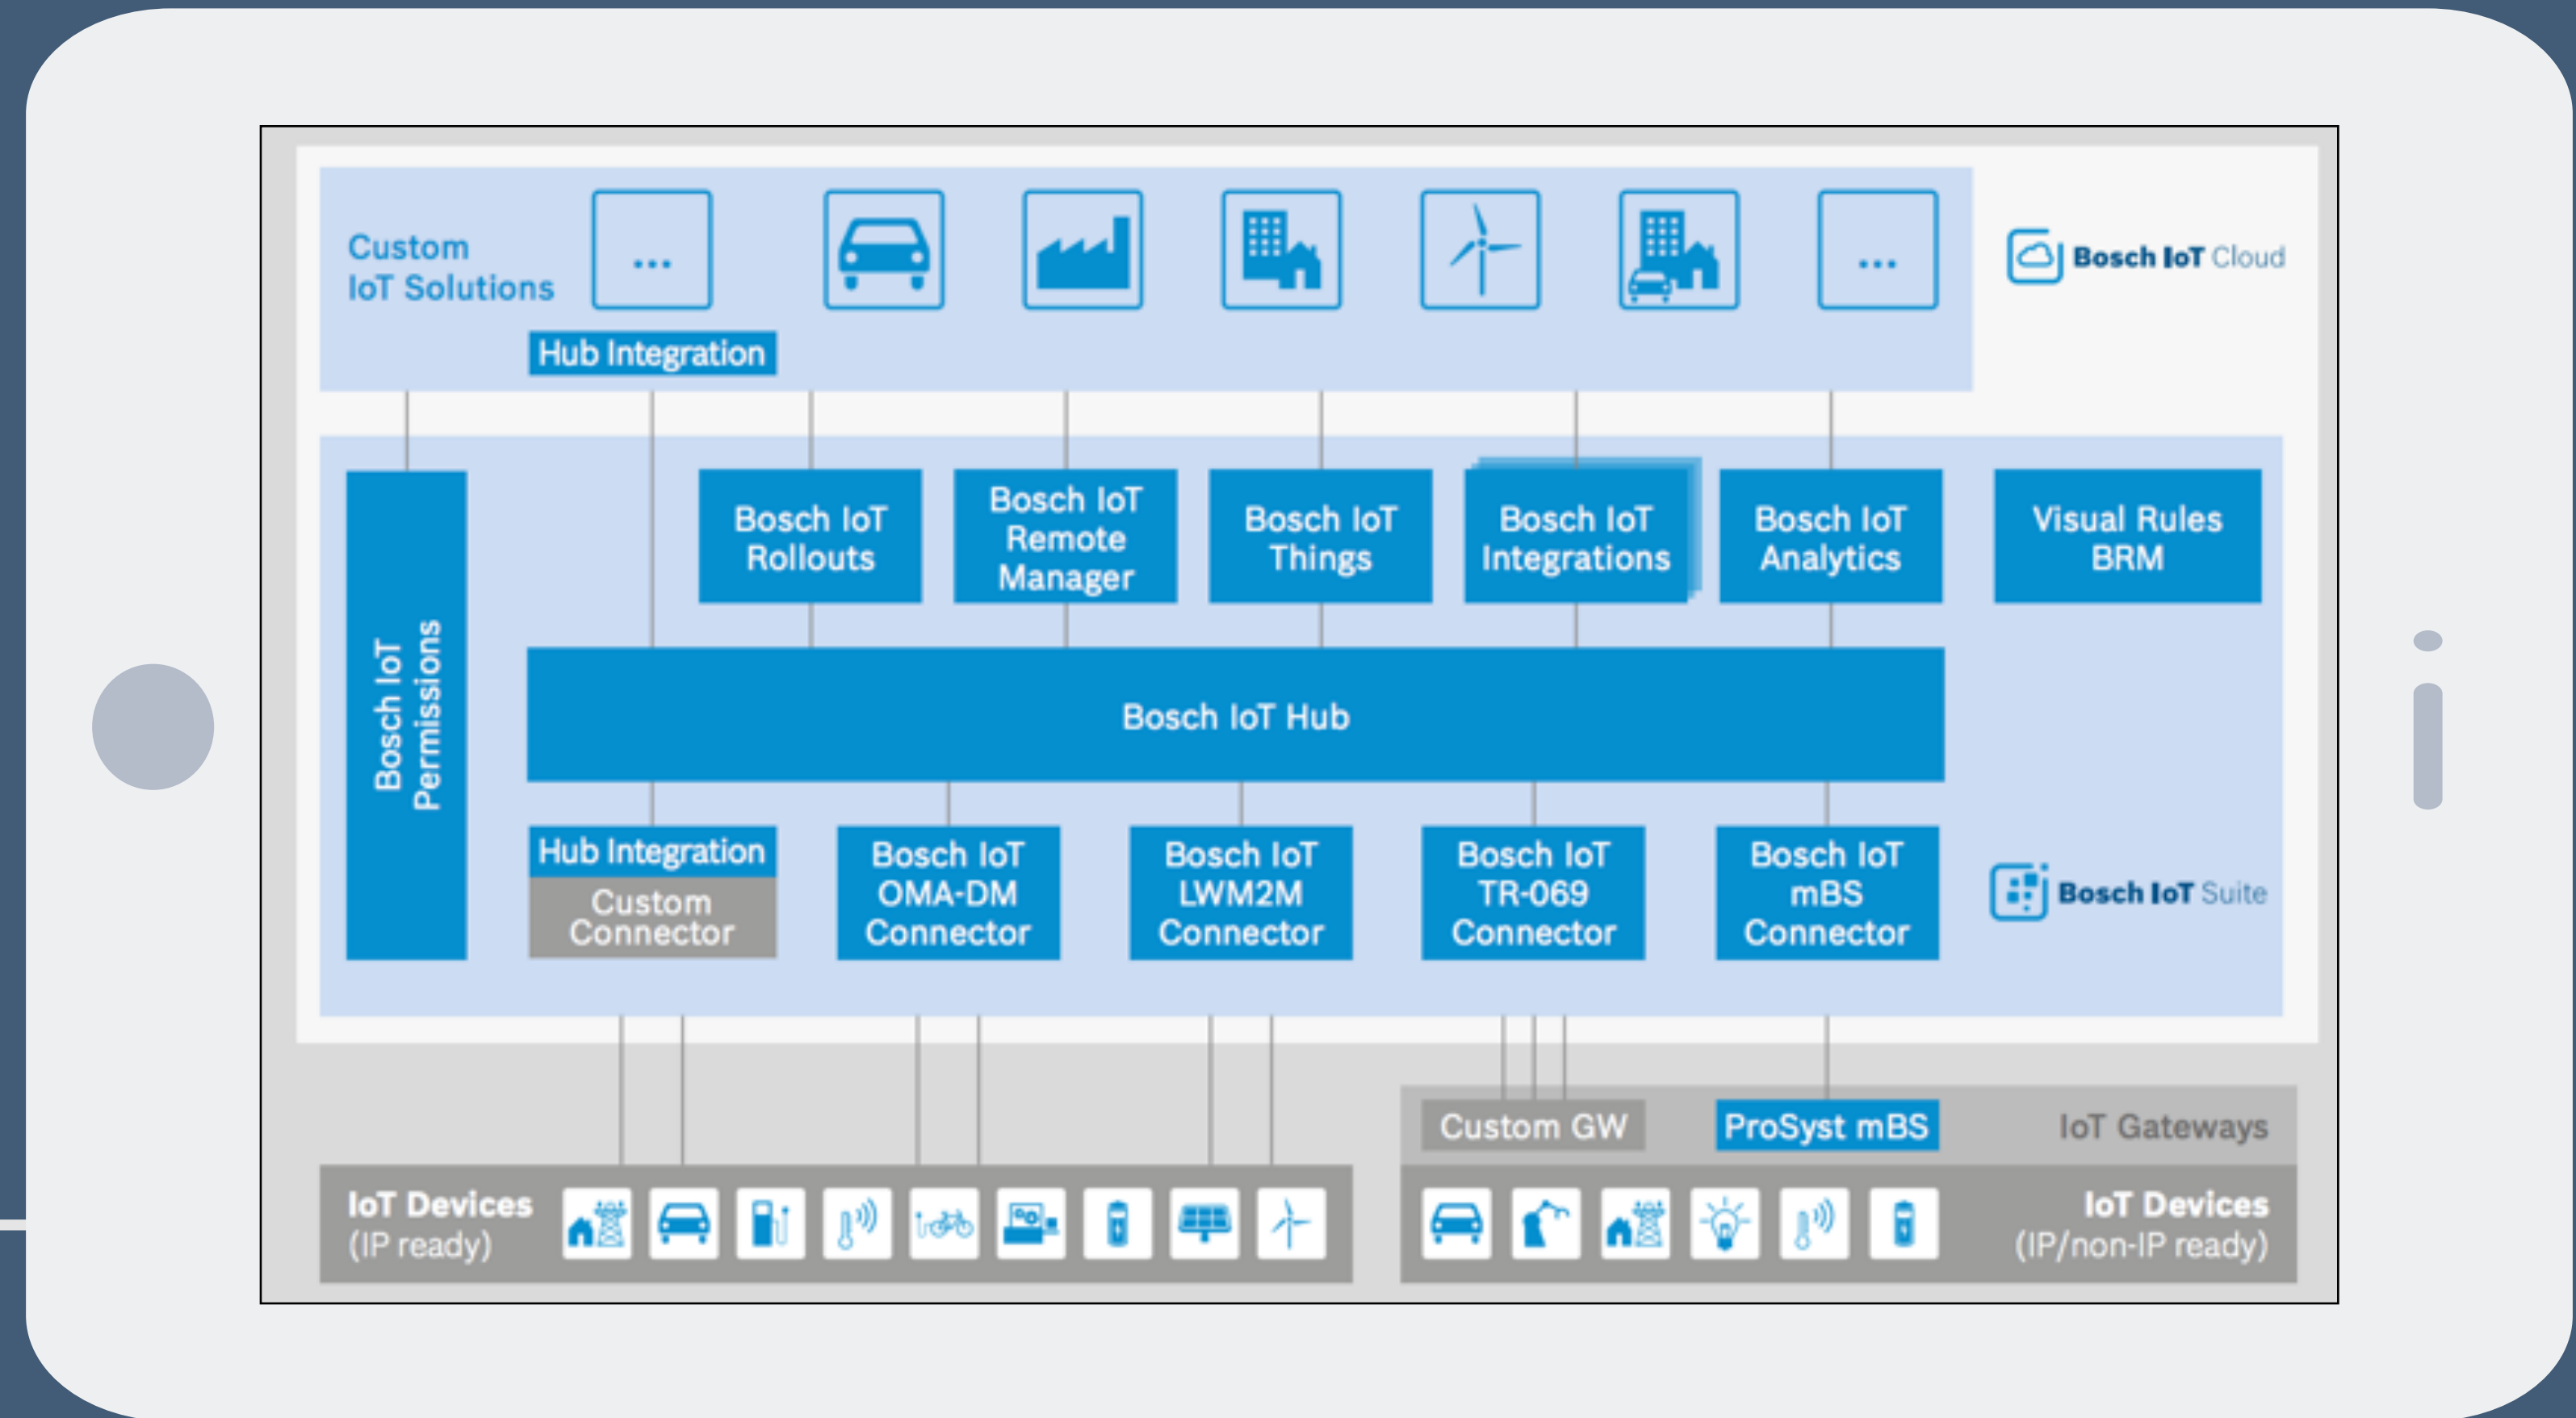 Custom
IoT Solutions
...
...
Bosch IoT Cloud
Hub Integration
Bosch IoT
Permissions
Bosch IoT
Rollouts
Bosch IoT
Remote
Manager
Bosch IoT
Things
Bosch IoT
Integrations
Bosch IoT
Analytics
Visual Rules
BRM
Bosch IoT Hub
Hub Integration
Custom
Connector
Bosch IoT
OMA-DM
Connector
Bosch IoT
LWM2M
Connector
Bosch IoT
TR-069
Connector
Bosch IoT
mBS
Connector
Bosch IoT Suite
Custom GW
ProSyst mBS
IoT Gateways
IoT Devices
(IP ready)
IoT Devices
(IP/non-IP ready)